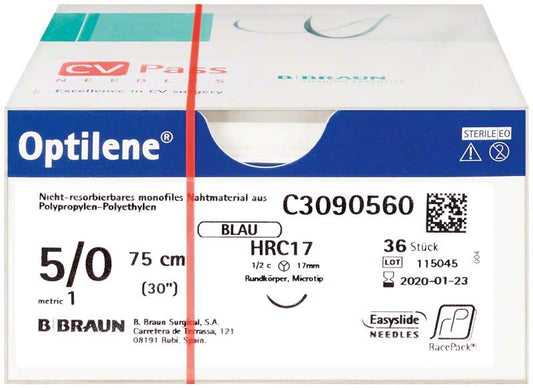 CV Pass
NEEDLES
Excellence in CV surgery
B|BRAUN
Optilene®
STERILE EO
Nicht-resorbierbares monofiles Nahtmaterial aus
Polypropylen-Polyethylen
C3090560
BLAU
5/0 75 cm
(30")
metric 1
HRC17
1/2 c 17mm
Rundkörper, Microtip
36 Stück
LOT 115045
2020-01-23
004
B|BRAUN
B. Braun Surgical, S.A.
Carretera de Terrassa, 121
08191 Rubí. Spain.
Easyslide
NEEDLES
rP
RacePack®